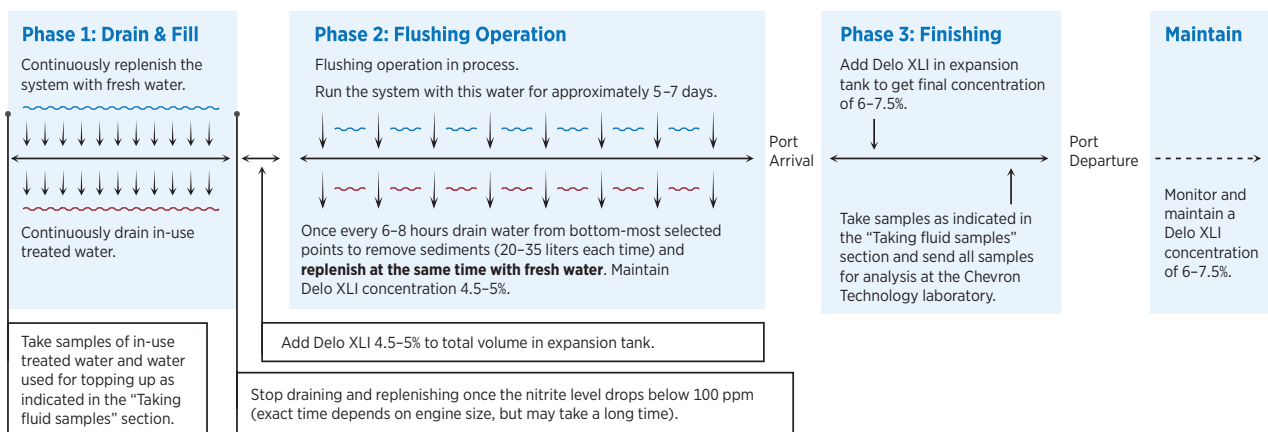 Phase 1: Drain & Fill
Continuously replenish the
system with fresh water.
Continuously drain in-use
treated water.
Take samples of in-use
treated water and water
used for topping up as
indicated in the “Taking
fluid samples” section.
Phase 2: Flushing Operation
Flushing operation in process.
Run the system with this water for approximately 5–7 days.
Once every 6–8 hours drain water from bottom-most selected
points to remove sediments (20–35 liters each time) and
replenish at the same time with fresh water. Maintain
Delo XLI concentration 4.5–5%.
Add Delo XLI 4.5–5% to total volume in expansion tank.
Stop draining and replenishing once the nitrite level drops below 100 ppm
(exact time depends on engine size, but may take a long time).
Port
Arrival
Phase 3: Finishing
Add Delo XLI in expansion
tank to get final concentration
of 6–7.5%.
Take samples as indicated in
the “Taking fluid samples”
section and send all samples
for analysis at the Chevron
Technology laboratory.
Port
Departure
Maintain
Monitor and
maintain a
Delo XLI
concentration
of 6–7.5%.